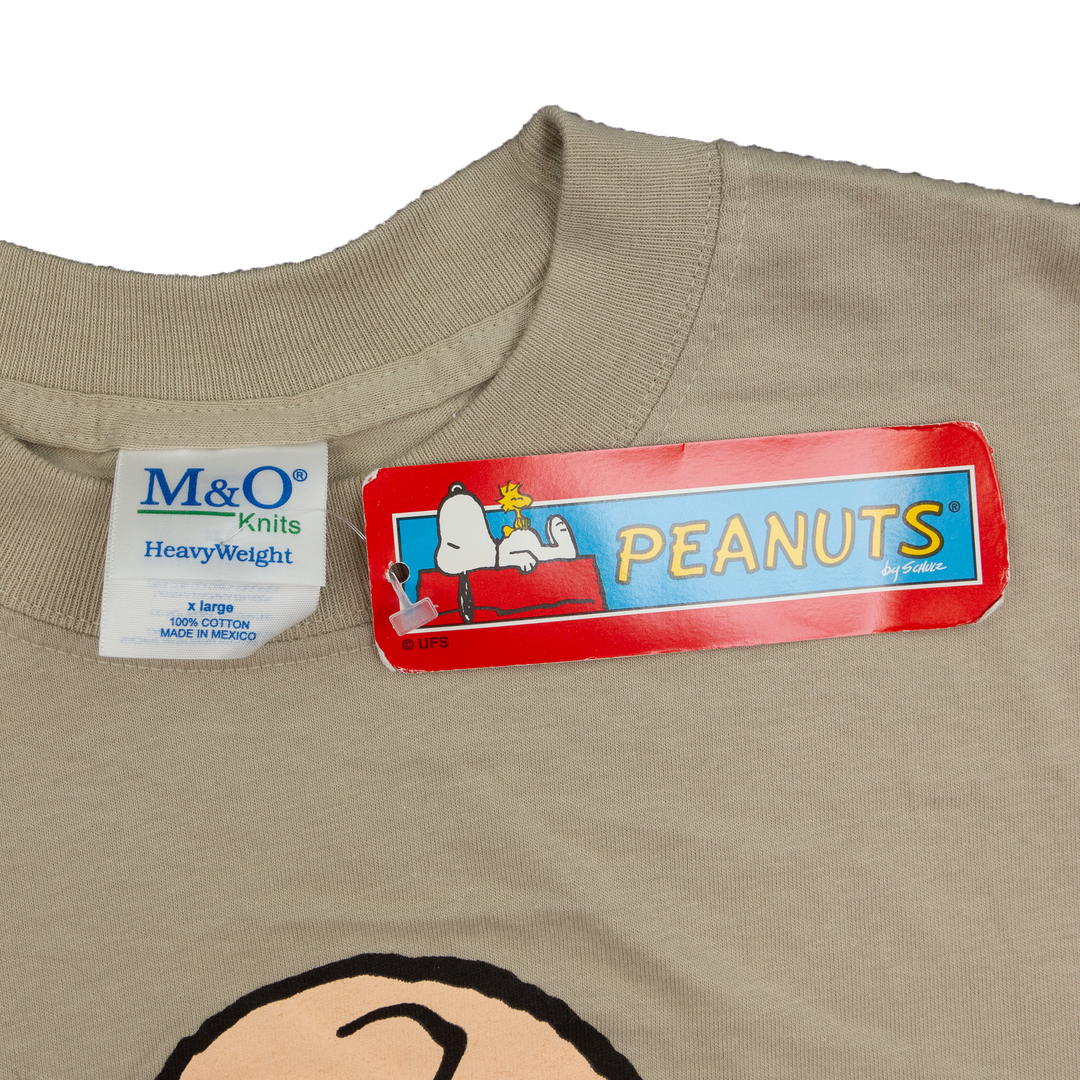 M&O®
Knits
HeavyWeight
x large
100% COTTON
MADE IN MEXICO
PEANUTS®
by SCHULZ
© UFS